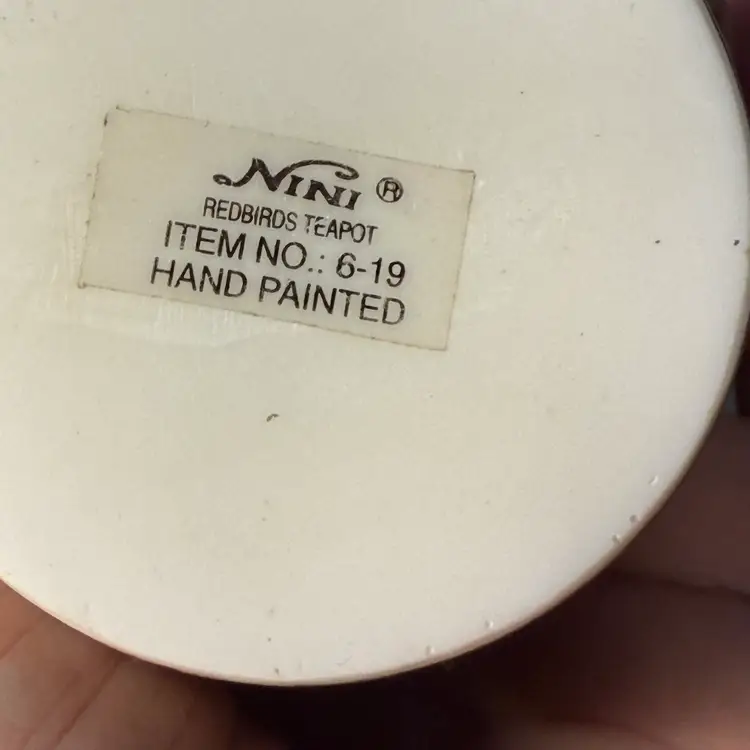 NINI ®
REDBIRDS TEAPOT
ITEM NO.: 6-19
HAND PAINTED